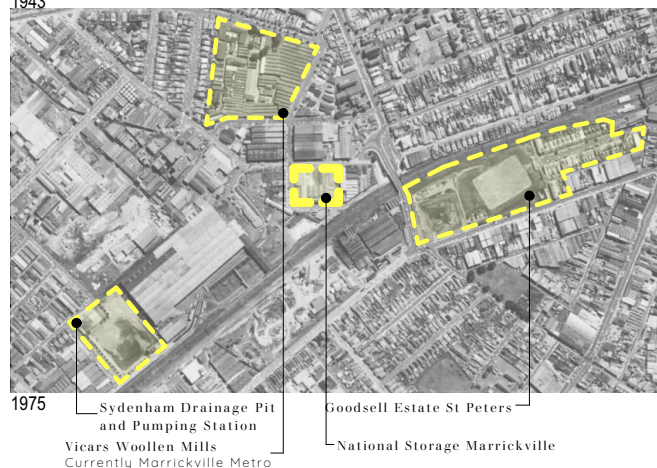 1943
1975
Sydenham Drainage Pit
and Pumping Station
Goodsell Estate St Peters
Vicars Woollen Mills
Currently Marrickville Metro
National Storage Marrickville